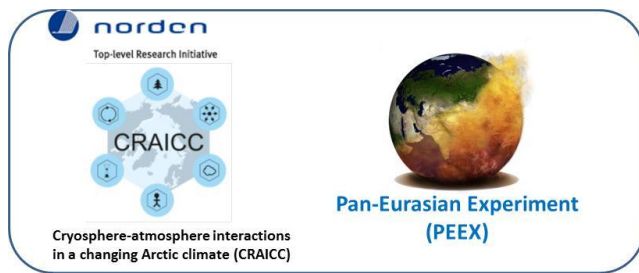 norden
Top-level Research Initiative
CRAICC
Cryosphere-atmosphere interactions
in a changing Arctic climate (CRAICC)
Pan-Eurasian Experiment
(PEEX)